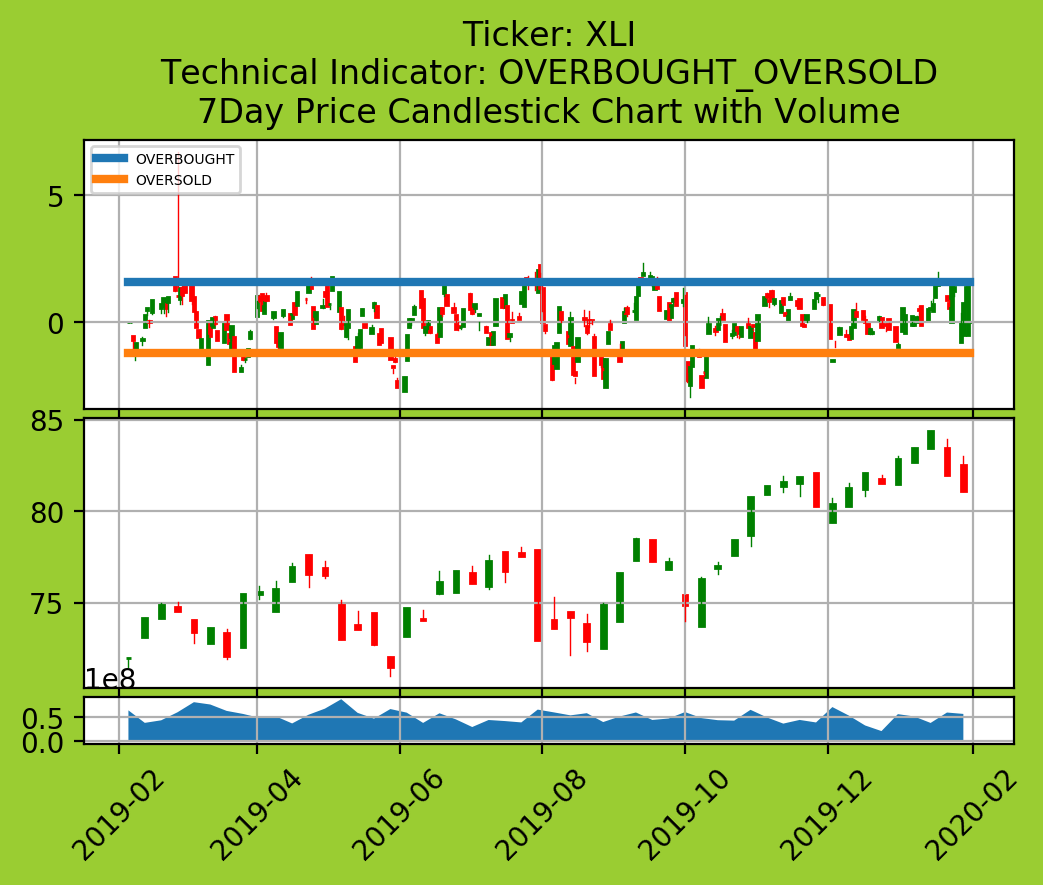 Ticker: XLI
Technical Indicator: OVERBOUGHT_OVERSOLD
7Day Price Candlestick Chart with Volume
OVERBOUGHT
OVERSOLD
5
0
85
80
75
1e8
0.5
0.0
2019-02
2019-04
2019-06
2019-08
2019-10
2019-12
2020-02